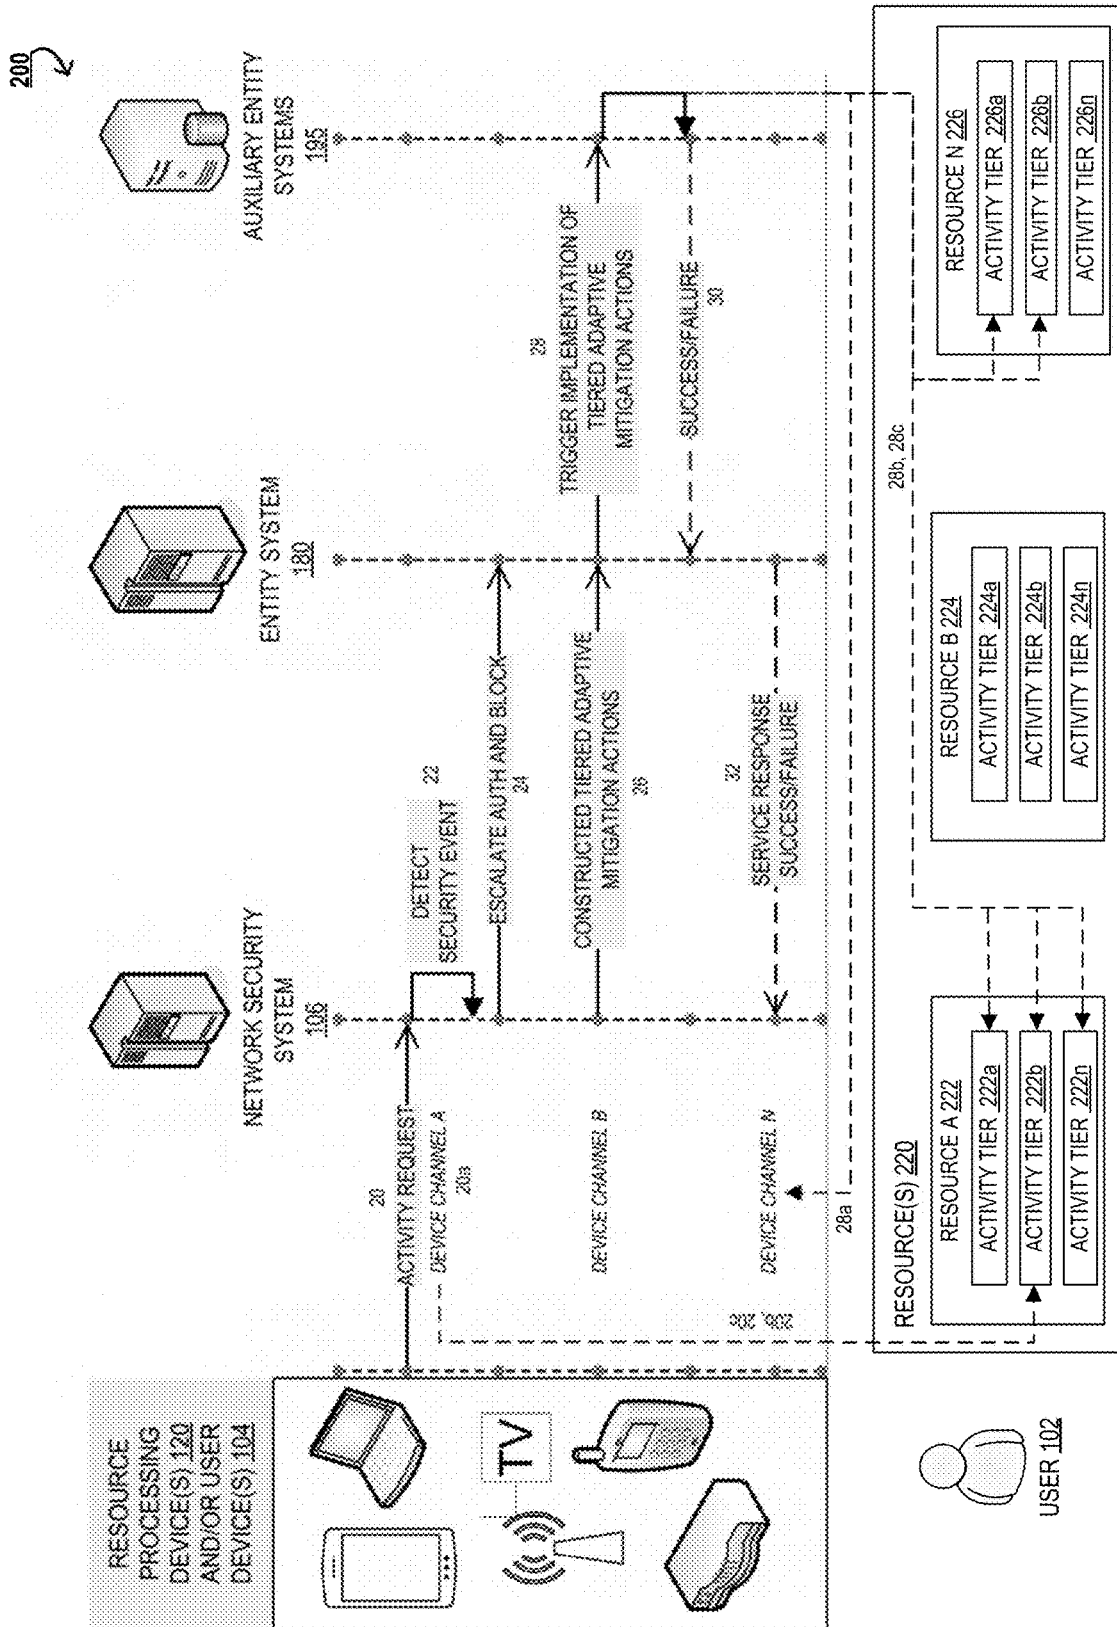 200
RESOURCE
PROCESSING
DEVICE(S) 120
AND/OR USER
DEVICE(S) 104
NETWORK SECURITY
SYSTEM
106
ENTITY SYSTEM
180
AUXILIARY ENTITY
SYSTEMS
195
TV
20
ACTIVITY REQUEST
DEVICE CHANNEL A
20a
DETECT
SECURITY EVENT
22
ESCALATE AUTH AND BLOCK
24
DEVICE CHANNEL B
CONSTRUCTED TIERED ADAPTIVE
MITIGATION ACTIONS
26
28
TRIGGER IMPLEMENTATION OF
TIERED ADAPTIVE
MITIGATION ACTIONS
SUCCESS/FAILURE
30
32
SERVICE RESPONSE
SUCCESS/FAILURE
DEVICE CHANNEL N
28a
28b, 28c
USER 102
RESOURCE(S) 220
RESOURCE A 222
ACTIVITY TIER 222a
ACTIVITY TIER 222b
ACTIVITY TIER 222n
RESOURCE B 224
ACTIVITY TIER 224a
ACTIVITY TIER 224b
ACTIVITY TIER 224n
RESOURCE N 226
ACTIVITY TIER 226a
ACTIVITY TIER 226b
ACTIVITY TIER 226n